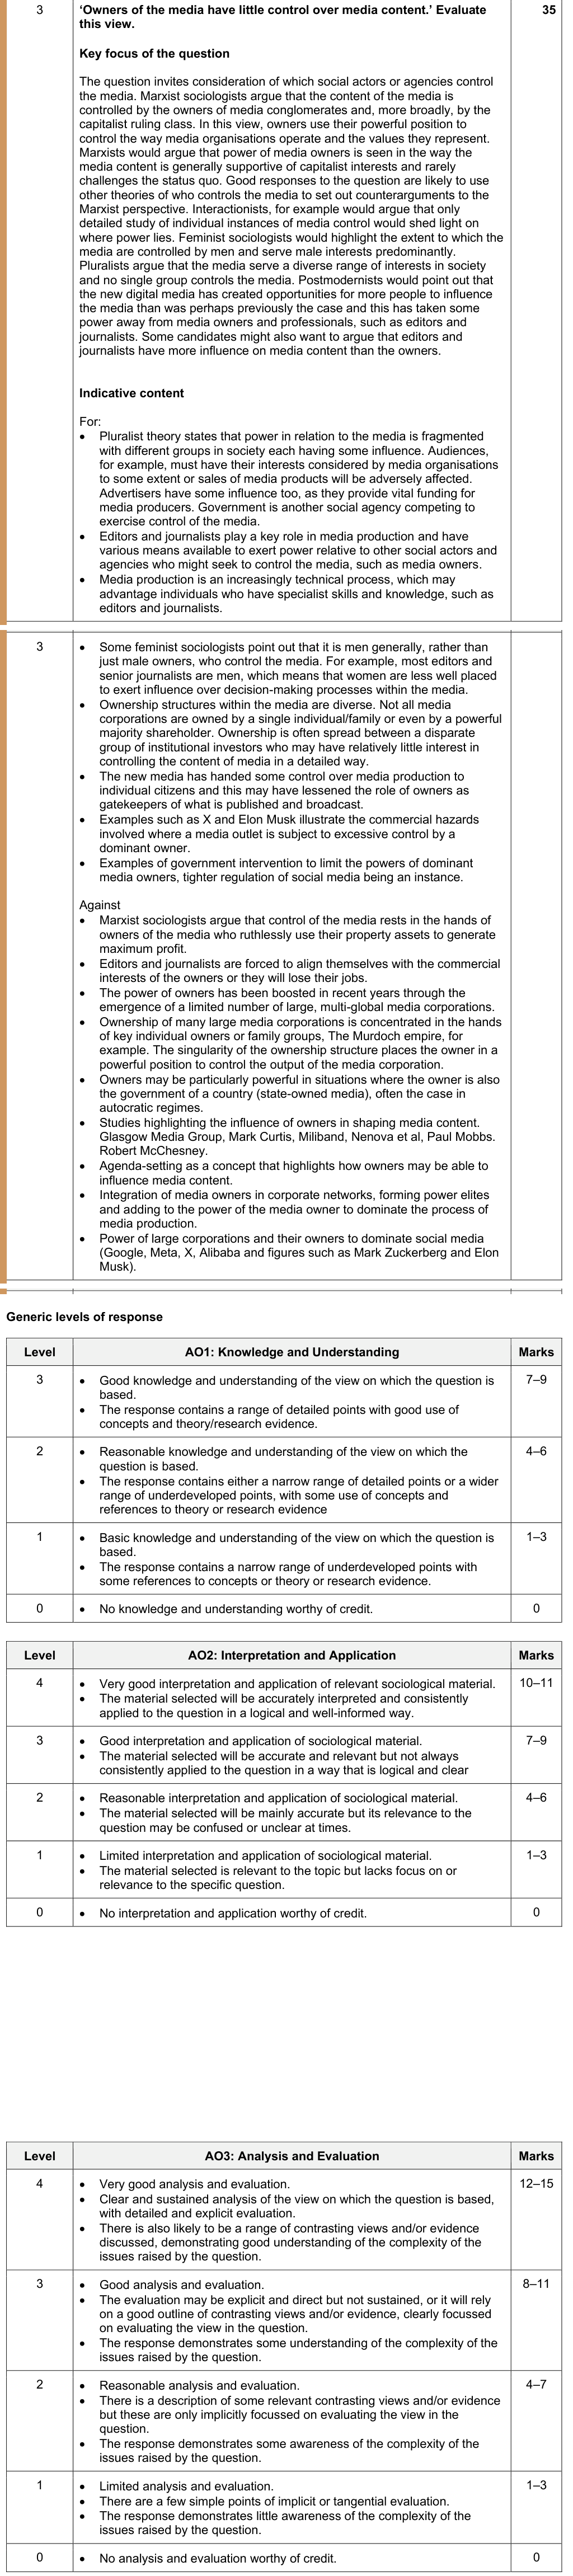 3
‘Owners of the media have little control over media content.’ Evaluate
this view.
35
Key focus of the question
The question invites consideration of which social actors or agencies control
the media. Marxist sociologists argue that the content of the media is
controlled by the owners of media conglomerates and, more broadly, by the
capitalist ruling class. In this view, owners use their powerful position to
control the way media organisations operate and the values they represent.
Marxists would argue that power of media owners is seen in the way the
media content is generally supportive of capitalist interests and rarely
challenges the status quo. Good responses to the question are likely to use
other theories of who controls the media to set out counterarguments to the
Marxist perspective. Interactionists, for example would argue that only
detailed study of individual instances of media control would shed light on
where power lies. Feminist sociologists would highlight the extent to which the
media are controlled by men and serve male interests predominantly.
Pluralists argue that the media serve a diverse range of interests in society
and no single group controls the media. Postmodernists would point out that
the new digital media has created opportunities for more people to influence
the media than was perhaps previously the case and this has taken some
power away from media owners and professionals, such as editors and
journalists. Some candidates might also want to argue that editors and
journalists have more influence on media content than the owners.
Indicative content
For:
• Pluralist theory states that power in relation to the media is fragmented
with different groups in society each having some influence. Audiences,
for example, must have their interests considered by media organisations
to some extent or sales of media products will be adversely affected.
Advertisers have some influence too, as they provide vital funding for
media producers. Government is another social agency competing to
exercise control of the media.
• Editors and journalists play a key role in media production and have
various means available to exert power relative to other social actors and
agencies who might seek to control the media, such as media owners.
• Media production is an increasingly technical process, which may
advantage individuals who have specialist skills and knowledge, such as
editors and journalists.
3
• Some feminist sociologists point out that it is men generally, rather than
just male owners, who control the media. For example, most editors and
senior journalists are men, which means that women are less well placed
to exert influence over decision-making processes within the media.
• Ownership structures within the media are diverse. Not all media
corporations are owned by a single individual/family or even by a powerful
majority shareholder. Ownership is often spread between a disparate
group of institutional investors who may have relatively little interest in
controlling the content of media in a detailed way.
• The new media has handed some control over media production to
individual citizens and this may have lessened the role of owners as
gatekeepers of what is published and broadcast.
• Examples such as X and Elon Musk illustrate the commercial hazards
involved where a media outlet is subject to excessive control by a
dominant owner.
• Examples of government intervention to limit the powers of dominant
media owners, tighter regulation of social media being an instance.
Against
• Marxist sociologists argue that control of the media rests in the hands of
owners of the media who ruthlessly use their property assets to generate
maximum profit.
• Editors and journalists are forced to align themselves with the commercial
interests of the owners or they will lose their jobs.
• The power of owners has been boosted in recent years through the
emergence of a limited number of large, multi-global media corporations.
• Ownership of many large media corporations is concentrated in the hands
of key individual owners or family groups, The Murdoch empire, for
example. The singularity of the ownership structure places the owner in a
powerful position to control the output of the media corporation.
• Owners may be particularly powerful in situations where the owner is also
the government of a country (state-owned media), often the case in
autocratic regimes.
• Studies highlighting the influence of owners in shaping media content.
Glasgow Media Group, Mark Curtis, Miliband, Nenova et al, Paul Mobbs.
Robert McChesney.
• Agenda-setting as a concept that highlights how owners may be able to
influence media content.
• Integration of media owners in corporate networks, forming power elites
and adding to the power of the media owner to dominate the process of
media production.
• Power of large corporations and their owners to dominate social media
(Google, Meta, X, Alibaba and figures such as Mark Zuckerberg and Elon
Musk).
Generic levels of response
Level AO1: Knowledge and Understanding Marks
3 • Good knowledge and understanding of the view on which the question is 7–9
based.
• The response contains a range of detailed points with good use of
concepts and theory/research evidence.
2 • Reasonable knowledge and understanding of the view on which the 4–6
question is based.
• The response contains either a narrow range of detailed points or a wider
range of underdeveloped points, with some use of concepts and
references to theory or research evidence
1 • Basic knowledge and understanding of the view on which the question is 1–3
based.
• The response contains a narrow range of underdeveloped points with
some references to concepts or theory or research evidence.
0 • No knowledge and understanding worthy of credit. 0
Level AO2: Interpretation and Application Marks
4 • Very good interpretation and application of relevant sociological material. 10–11
• The material selected will be accurately interpreted and consistently
applied to the question in a logical and well-informed way.
3 • Good interpretation and application of sociological material. 7–9
• The material selected will be accurate and relevant but not always
consistently applied to the question in a way that is logical and clear
2 • Reasonable interpretation and application of sociological material. 4–6
• The material selected will be mainly accurate but its relevance to the
question may be confused or unclear at times.
1 • Limited interpretation and application of sociological material. 1–3
• The material selected is relevant to the topic but lacks focus on or
relevance to the specific question.
0 • No interpretation and application worthy of credit. 0
Level AO3: Analysis and Evaluation Marks
4 • Very good analysis and evaluation. 12–15
• Clear and sustained analysis of the view on which the question is based,
with detailed and explicit evaluation.
• There is also likely to be a range of contrasting views and/or evidence
discussed, demonstrating good understanding of the complexity of the
issues raised by the question.
3 • Good analysis and evaluation. 8–11
• The evaluation may be explicit and direct but not sustained, or it will rely
on a good outline of contrasting views and/or evidence, clearly focussed
on evaluating the view in the question.
• The response demonstrates some understanding of the complexity of the
issues raised by the question.
2 • Reasonable analysis and evaluation. 4–7
• There is a description of some relevant contrasting views and/or evidence
but these are only implicitly focussed on evaluating the view in the
question.
• The response demonstrates some awareness of the complexity of the
issues raised by the question.
1 • Limited analysis and evaluation. 1–3
• There are a few simple points of implicit or tangential evaluation.
• The response demonstrates little awareness of the complexity of the
issues raised by the question.
0 • No analysis and evaluation worthy of credit. 0